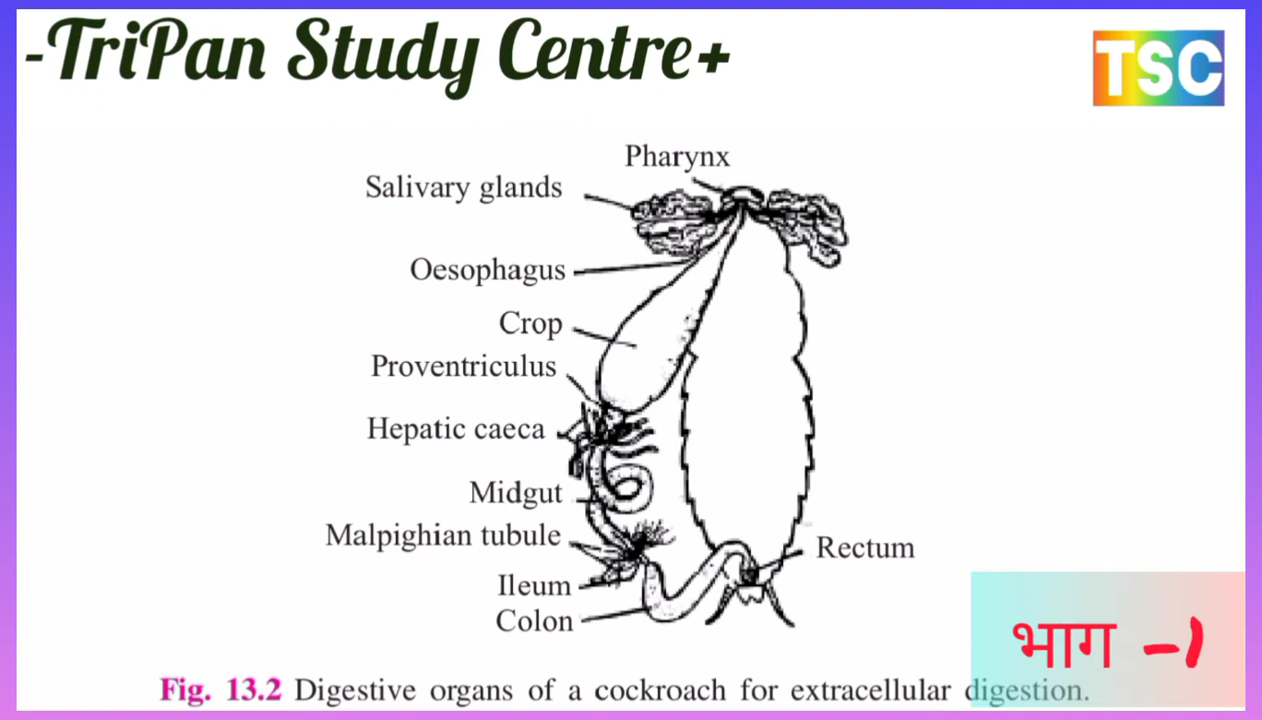 -TriPan Study Centre+
TSC
Pharynx
Salivary glands
Oesophagus
Crop
Proventriculus
Hepatic caeca
Midgut
Malpighian tubule
Rectum
Ileum
Colon
भाग -1
Fig. 13.2 Digestive organs of a cockroach for extracellular digestion.